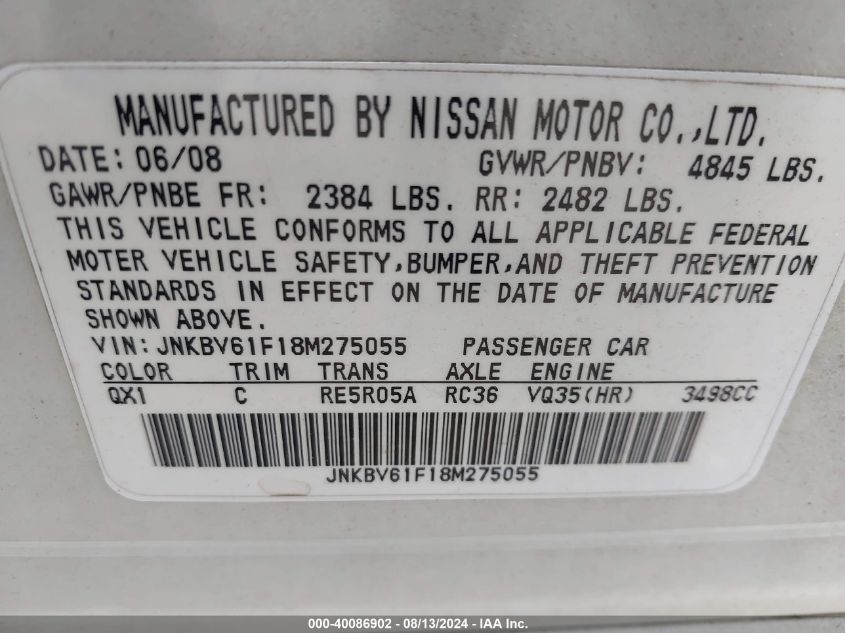 MANUFACTURED BY NISSAN MOTOR CO.,LTD.
DATE: 06/08 GVWR/PNBV: 4845 LBS.
GAWR/PNBE FR: 2384 LBS. RR: 2482 LBS.
THIS VEHICLE CONFORMS TO ALL APPLICABLE FEDERAL
MOTER VEHICLE SAFETY,BUMPER,AND THEFT PREVENTION
STANDARDS IN EFFECT ON THE DATE OF MANUFACTURE
SHOWN ABOVE.
VIN: JNKBV61F18M275055 PASSENGER CAR
COLOR TRIM TRANS AXLE ENGINE
QX1 C RE5R05A RC36 VQ35(HR) 3498CC
JNKBV61F18M275055
000-40086902 - 08/13/2024 - IAA Inc.